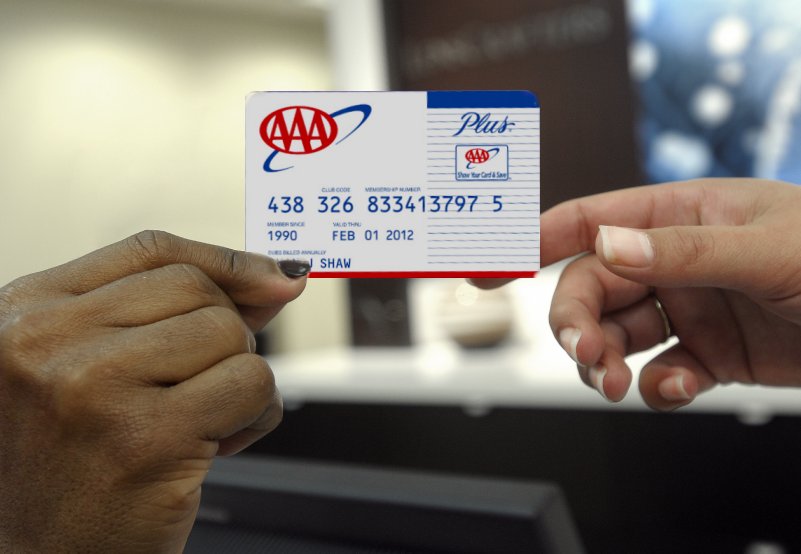 AAA
Plus
AAA
Show Your Card & Save
CLUB CODE MEMBERSHIP NUMBER
438 326 833413797 5
MEMBER SINCE VALID THRU
1990 FEB 01 2012
DUES BILLED ANNUALLY
SHAW